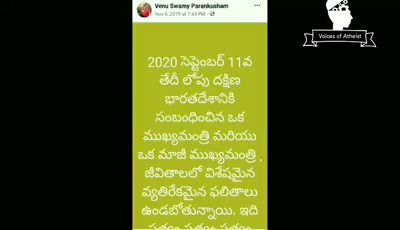 Venu Swamy Parankusham
Nov 6, 2019 at 7:43 PM
Voices of Atheist
2020 సెప్టెంబర్ 11వ
తేదీ లోపు దక్షిణ
భారతదేశానికి
సంబంధించిన ఒక
ముఖ్యమంత్రి మరియు
ఒక మాజీ ముఖ్యమంత్రి ,
జీవితాలలో విశేషమైన
వ్యతిరేకమైన ఫలితాలు
ఉండబోతున్నాయి. ఇది